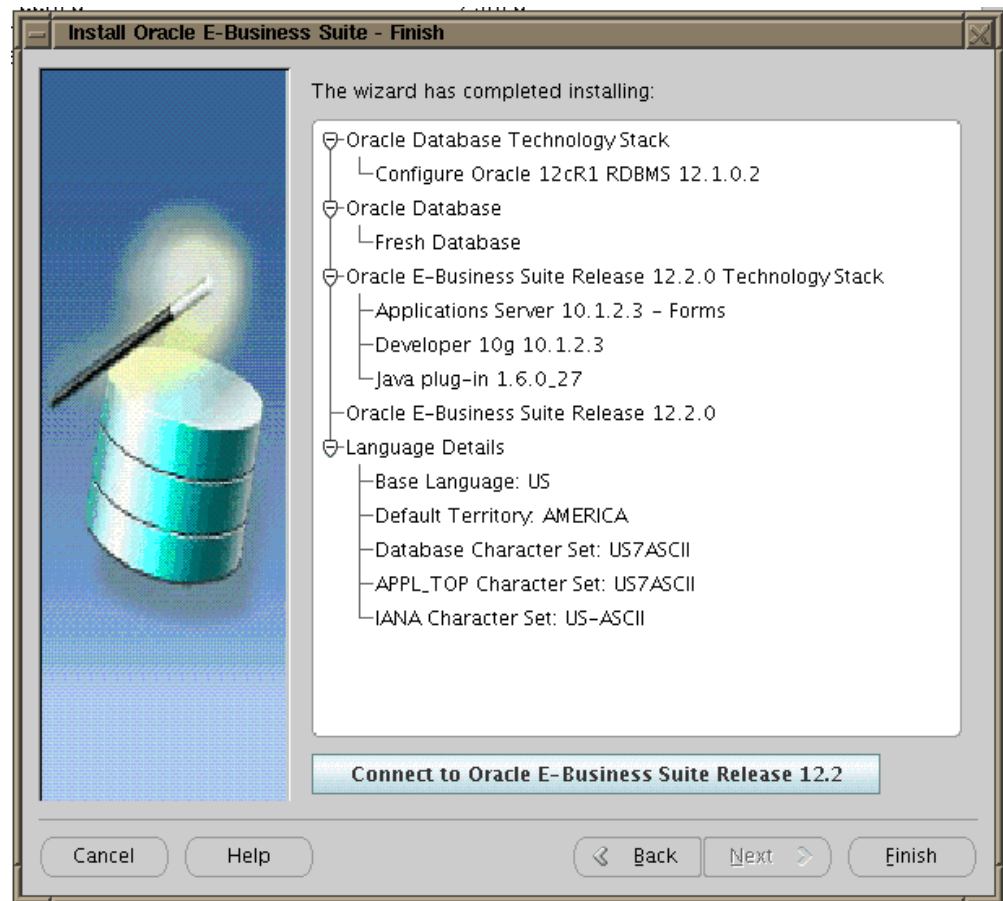 Install Oracle E-Business Suite - Finish
The wizard has completed installing:
Oracle Database Technology Stack
Configure Oracle 12cR1 RDBMS 12.1.0.2
Oracle Database
Fresh Database
Oracle E-Business Suite Release 12.2.0 Technology Stack
Applications Server 10.1.2.3 - Forms
Developer 10g 10.1.2.3
Java plug-in 1.6.0_27
Oracle E-Business Suite Release 12.2.0
Language Details
Base Language: US
Default Territory: AMERICA
Database Character Set: US7ASCII
APPL_TOP Character Set: US7ASCII
IANA Character Set: US-ASCII
Connect to Oracle E-Business Suite Release 12.2
Cancel Help Back Next Finish